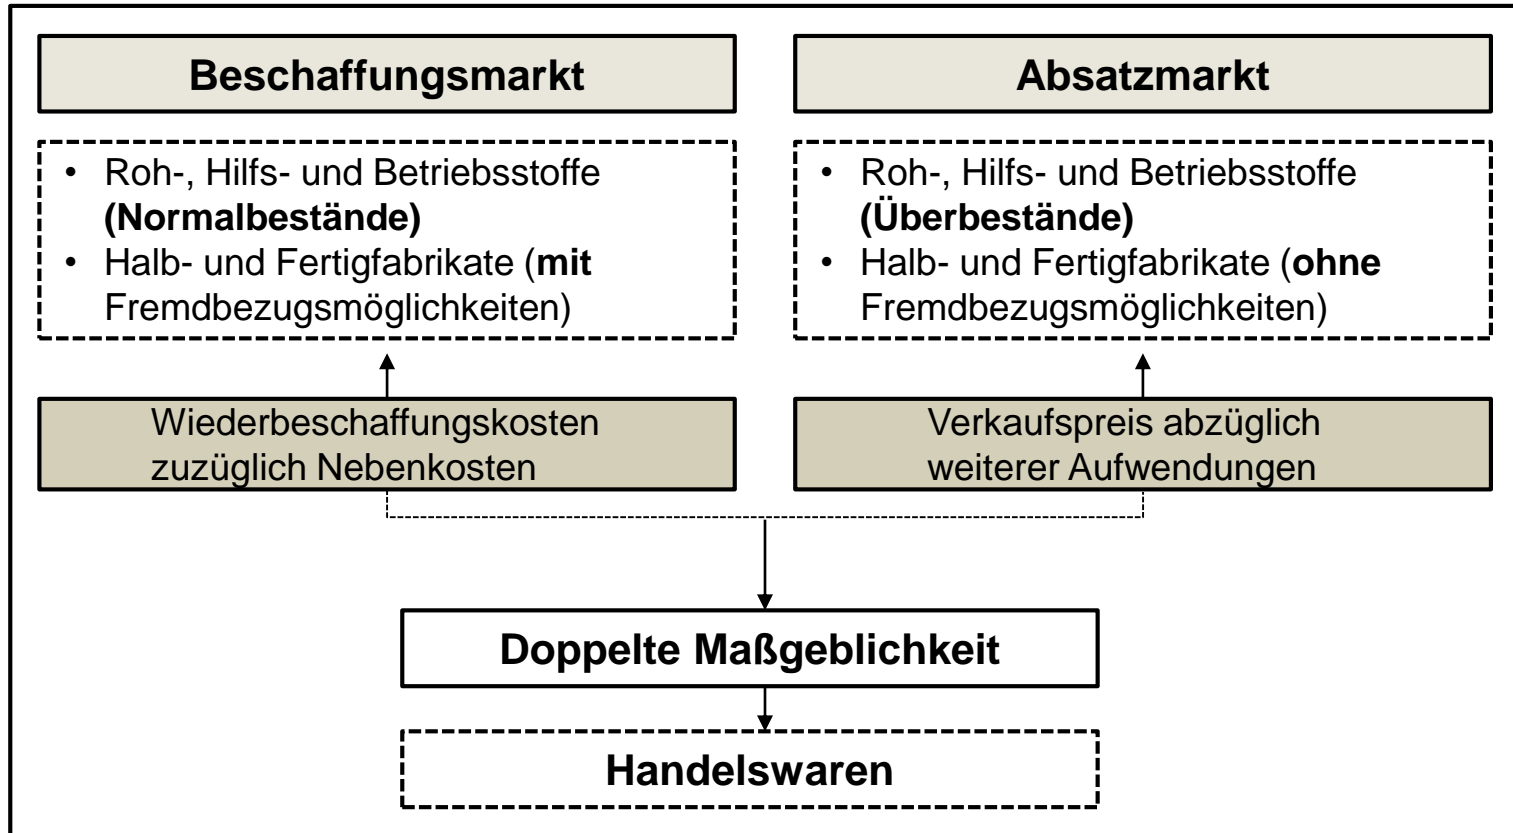 Beschaffungsmarkt
• Roh-, Hilfs- und Betriebsstoffe
(Normalbestände)
• Halb- und Fertigfabrikate (mit
Fremdbezugsmöglichkeiten)
Wiederbeschaffungskosten
zuzüglich Nebenkosten
Absatzmarkt
• Roh-, Hilfs- und Betriebsstoffe
(Überbestände)
• Halb- und Fertigfabrikate (ohne
Fremdbezugsmöglichkeiten)
Verkaufspreis abzüglich
weiterer Aufwendungen
Doppelte Maßgeblichkeit
Handelswaren